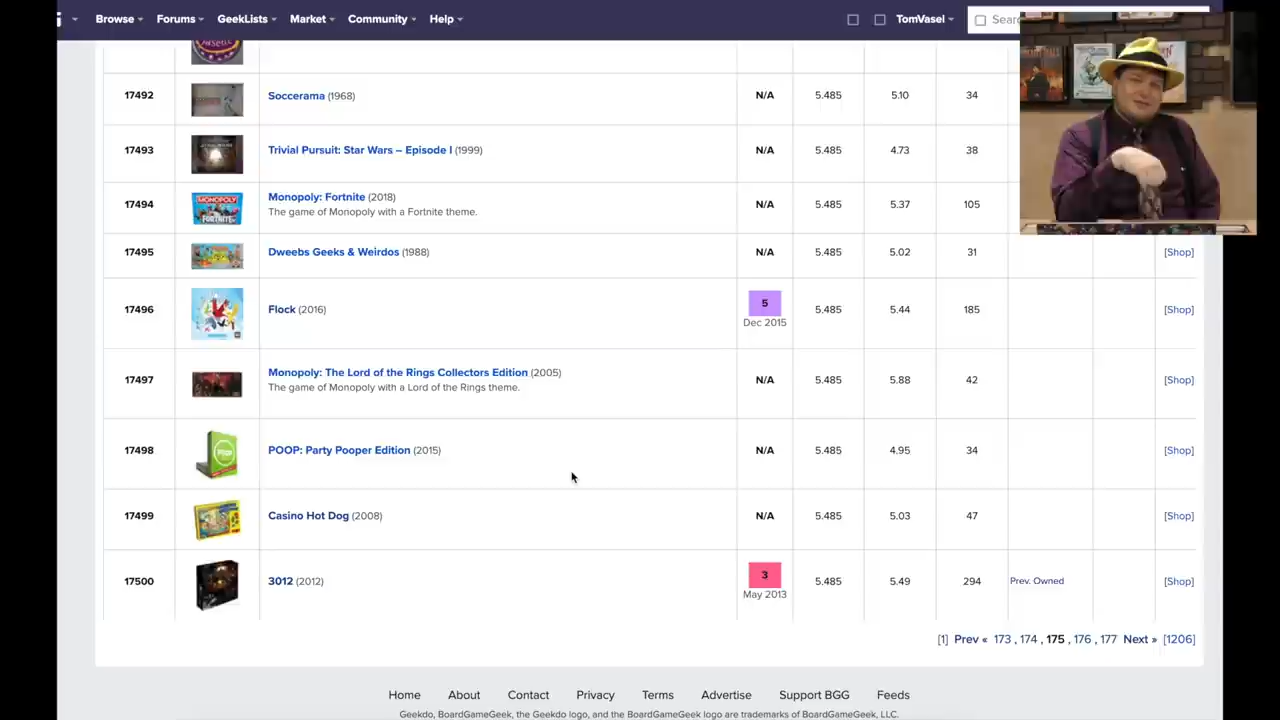 Browse Forums GeekLists Market Community Help TomVasel Sear
17492 Soccerama (1968) N/A 5.485 5.10 34
17493 Trivial Pursuit: Star Wars – Episode I (1999) N/A 5.485 4.73 38
17494 Monopoly: Fortnite (2018) N/A 5.485 5.37 105
The game of Monopoly with a Fortnite theme.
17495 Dweebs Geeks & Weirdos (1988) N/A 5.485 5.02 31 [Shop]
17496 Flock (2016) 5 5.485 5.44 185 [Shop]
Dec 2015
17497 Monopoly: The Lord of the Rings Collectors Edition (2005) N/A 5.485 5.88 42 [Shop]
The game of Monopoly with a Lord of the Rings theme.
17498 POOP: Party Pooper Edition (2015) N/A 5.485 4.95 34 [Shop]
17499 Casino Hot Dog (2008) N/A 5.485 5.03 47 [Shop]
17500 3012 (2012) 3 5.485 5.49 294 Prev. Owned [Shop]
May 2013
[1] Prev « 173 , 174 , 175 , 176 , 177 Next » [1206]
Home About Contact Privacy Terms Advertise Support BGG Feeds
Geekdo, BoardGameGeek, the Geekdo logo, and the BoardGameGeek logo are trademarks of BoardGameGeek, LLC.